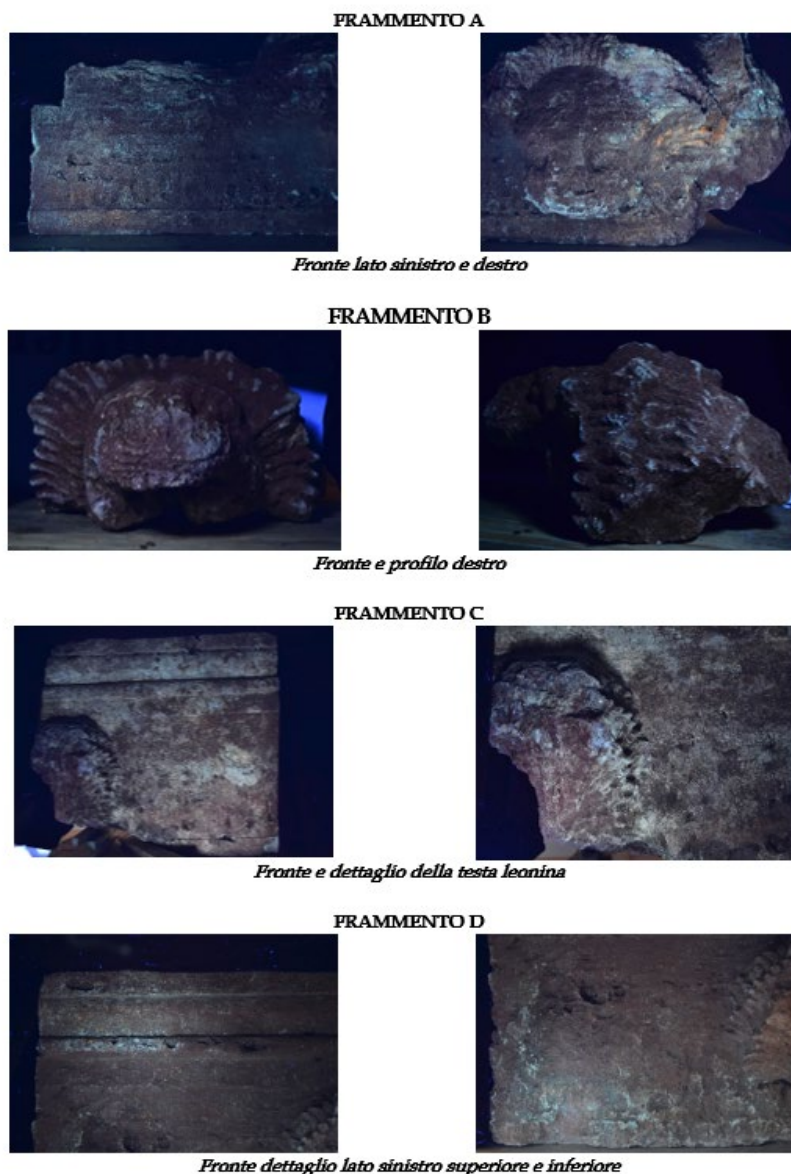 FRAMMENTO A
Fronte lato sinistro e destro
FRAMMENTO B
Fronte e profilo destro
FRAMMENTO C
Fronte e dettaglio della testa leonina
FRAMMENTO D
Fronte dettaglio lato sinistro superiore e inferiore